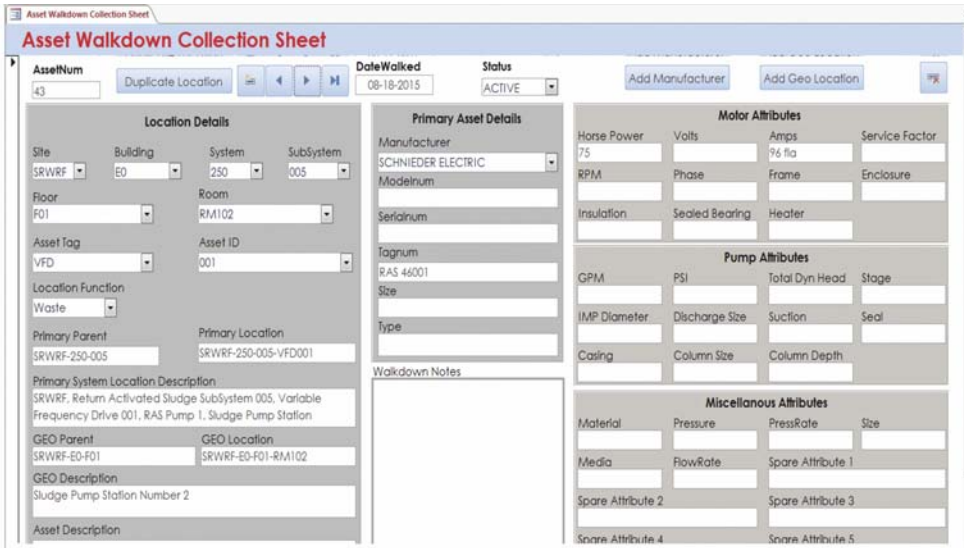 Asset Walkdown Collection Sheet
Asset Walkdown Collection Sheet
AssetNum
43
Duplicate Location
DateWalked
08-18-2015
Status
ACTIVE
Add Manufacturer
Add Geo Location
Location Details
Site Building System SubSystem
SRWRF E0 250 005
Floor Room
F01 RM102
Asset Tag Asset ID
VFD 001
Location Function
Waste
Primary Parent Primary Location
SRWRF-250-005 SRWRF-250-005-VFD001
Primary System Location Description
SRWRF, Return Activated Sludge SubSystem 005, Variable
Frequency Drive 001, RAS Pump 1, Sludge Pump Station
GEO Parent GEO Location
SRWRF-E0-F01 SRWRF-E0-F01-RM102
GEO Description
Sludge Pump Station Number 2
Asset Description
Primary Asset Details
Manufacturer
SCHNIEDER ELECTRIC
Modelnum
Serialnum
Tagnum
RAS 46001
Size
Type
Walkdown Notes
Motor Attributes
Horse Power Volts Amps Service Factor
75 96 fla
RPM Phase Frame Enclosure
Insulation Sealed Bearing Heater
Pump Attributes
GPM PSI Total Dyn Head Stage
IMP Diameter Discharge Size Suction Seal
Casing Column Size Column Depth
Miscellanous Attributes
Material Pressure PressRate Size
Media FlowRate Spare Attribute 1
Spare Attribute 2 Spare Attribute 3
Spare Attribute 4 Spare Attribute 5